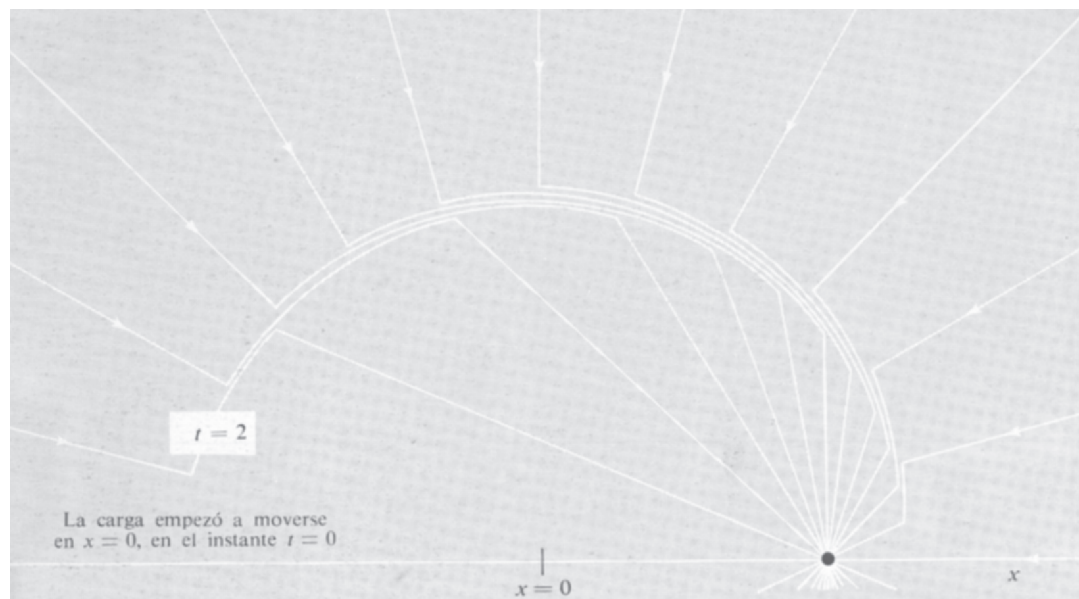 t = 2
La carga empezó a moverse
en x = 0, en el instante t = 0
x = 0
x